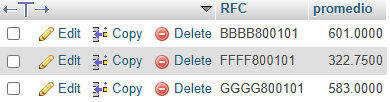 RFC promedio
Edit Copy Delete BBBB800101 601.0000
Edit Copy Delete FFFF800101 322.7500
Edit Copy Delete GGGG800101 583.0000